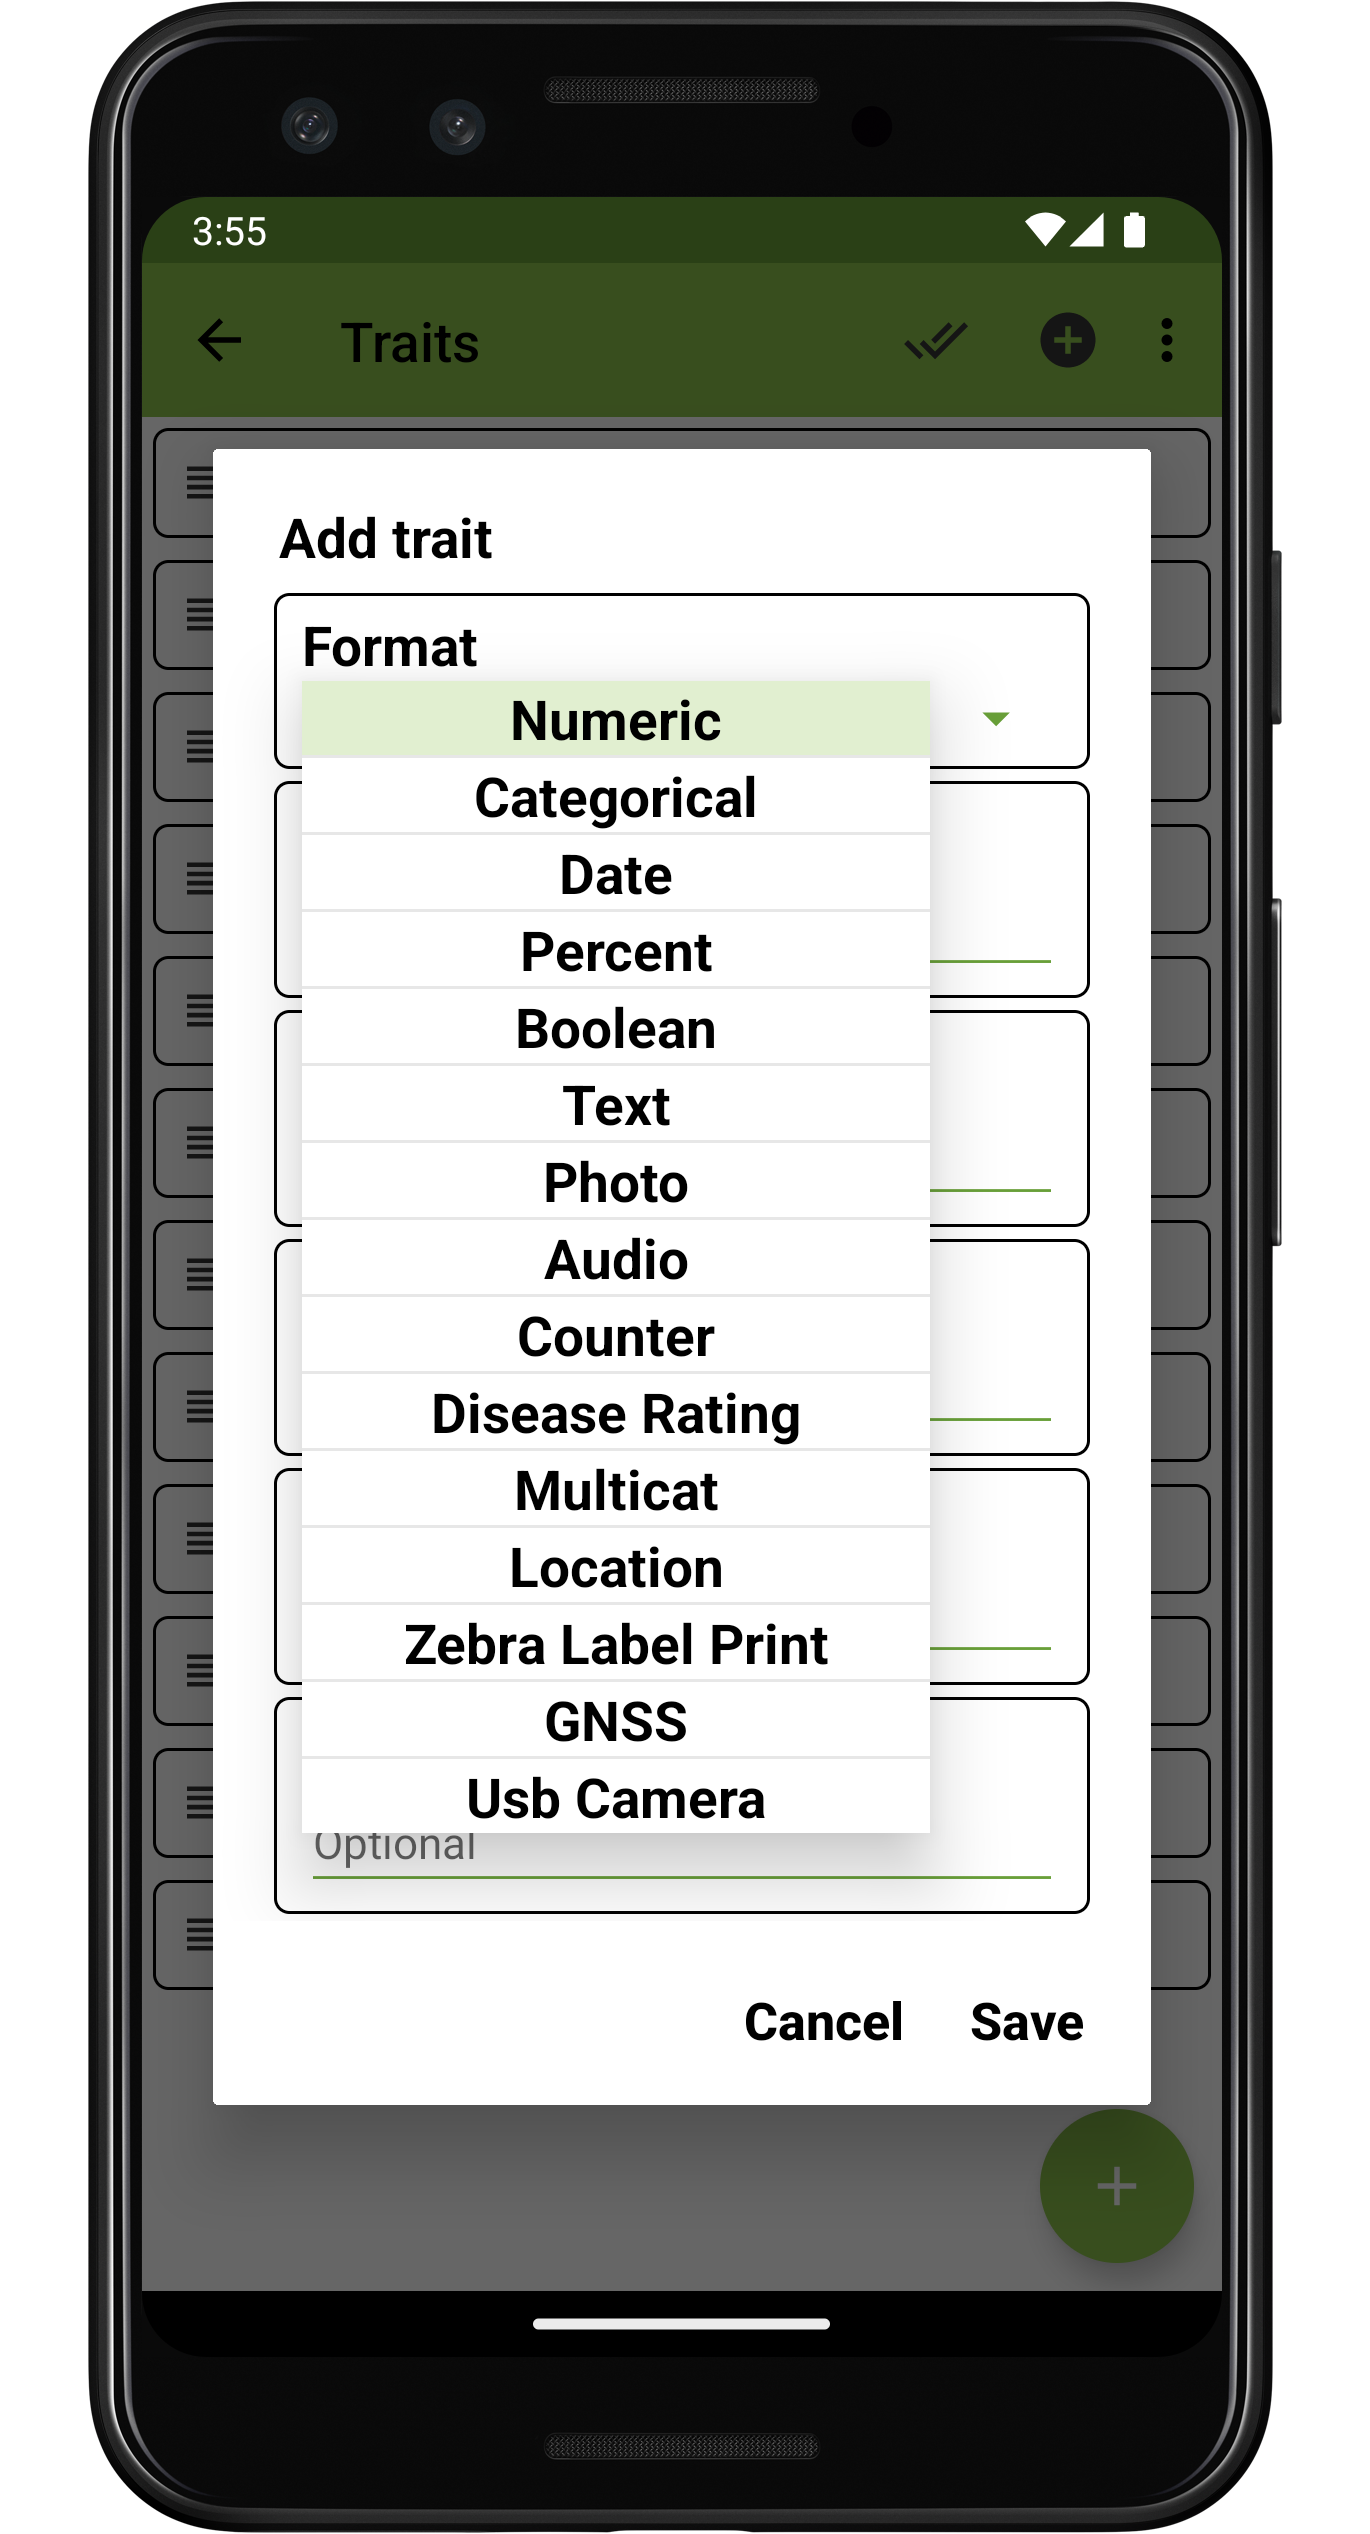 3:55
Traits
Add trait
Format
Numeric
Categorical
Date
Percent
Boolean
Text
Photo
Audio
Counter
Disease Rating
Multicat
Location
Zebra Label Print
GNSS
Usb Camera
Optional
Cancel Save